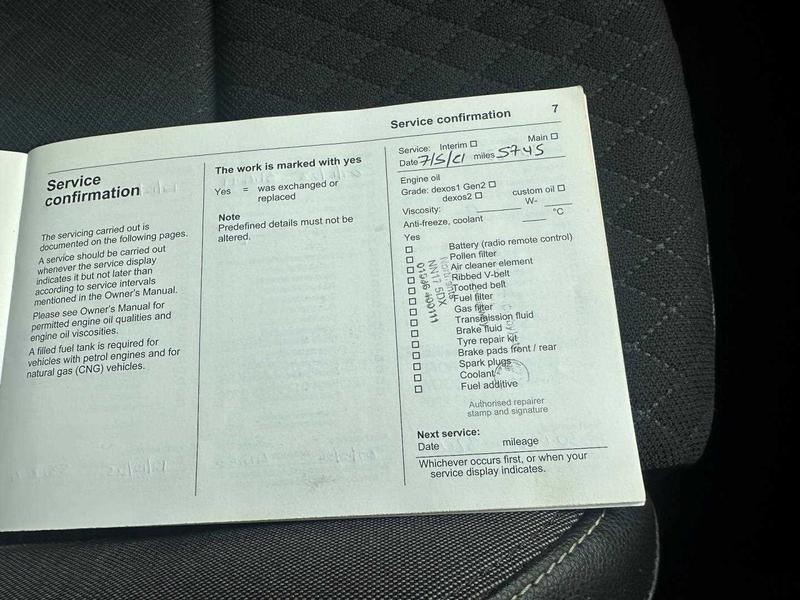 Service confirmation 7
Service
confirmation
The servicing carried out is
documented on the following pages.
A service should be carried out
whenever the service display
indicates it but not later than
according to service intervals
mentioned in the Owner's Manual.
Please see Owner's Manual for
permitted engine oil qualities and
engine oil viscosities.
A filled fuel tank is required for
vehicles with petrol engines and for
natural gas (CNG) vehicles.
The work is marked with yes
Yes = was exchanged or
replaced
Note
Predefined details must not be
altered.
Service: Interim ☐ Main ☐
Date 7/5/21 miles 5745
Engine oil
Grade: dexos1 Gen2 ☐ custom oil ☐
dexos2 ☐
Viscosity: W-
Anti-freeze, coolant °C
Yes
☐ Battery (radio remote control)
☐ Pollen filter
☐ Air cleaner element
☐ Ribbed V-belt
☐ Toothed belt
☐ Fuel filter
☐ Gas filter
☐ Transmission fluid
☐ Brake fluid
☐ Tyre repair kit
☐ Brake pads front / rear
☐ Spark plugs
☐ Coolant
☐ Fuel additive
NN17 5DX
Authorised repairer
stamp and signature
Next service:
Date mileage
Whichever occurs first, or when your
service display indicates.